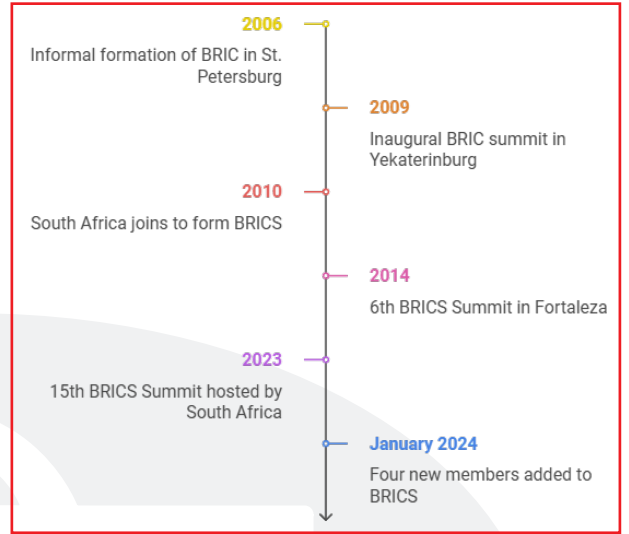 2006
Informal formation of BRIC in St.
Petersburg
2009
Inaugural BRIC summit in
Yekaterinburg
2010
South Africa joins to form BRICS
2014
6th BRICS Summit in Fortaleza
2023
15th BRICS Summit hosted by
South Africa
January 2024
Four new members added to
BRICS